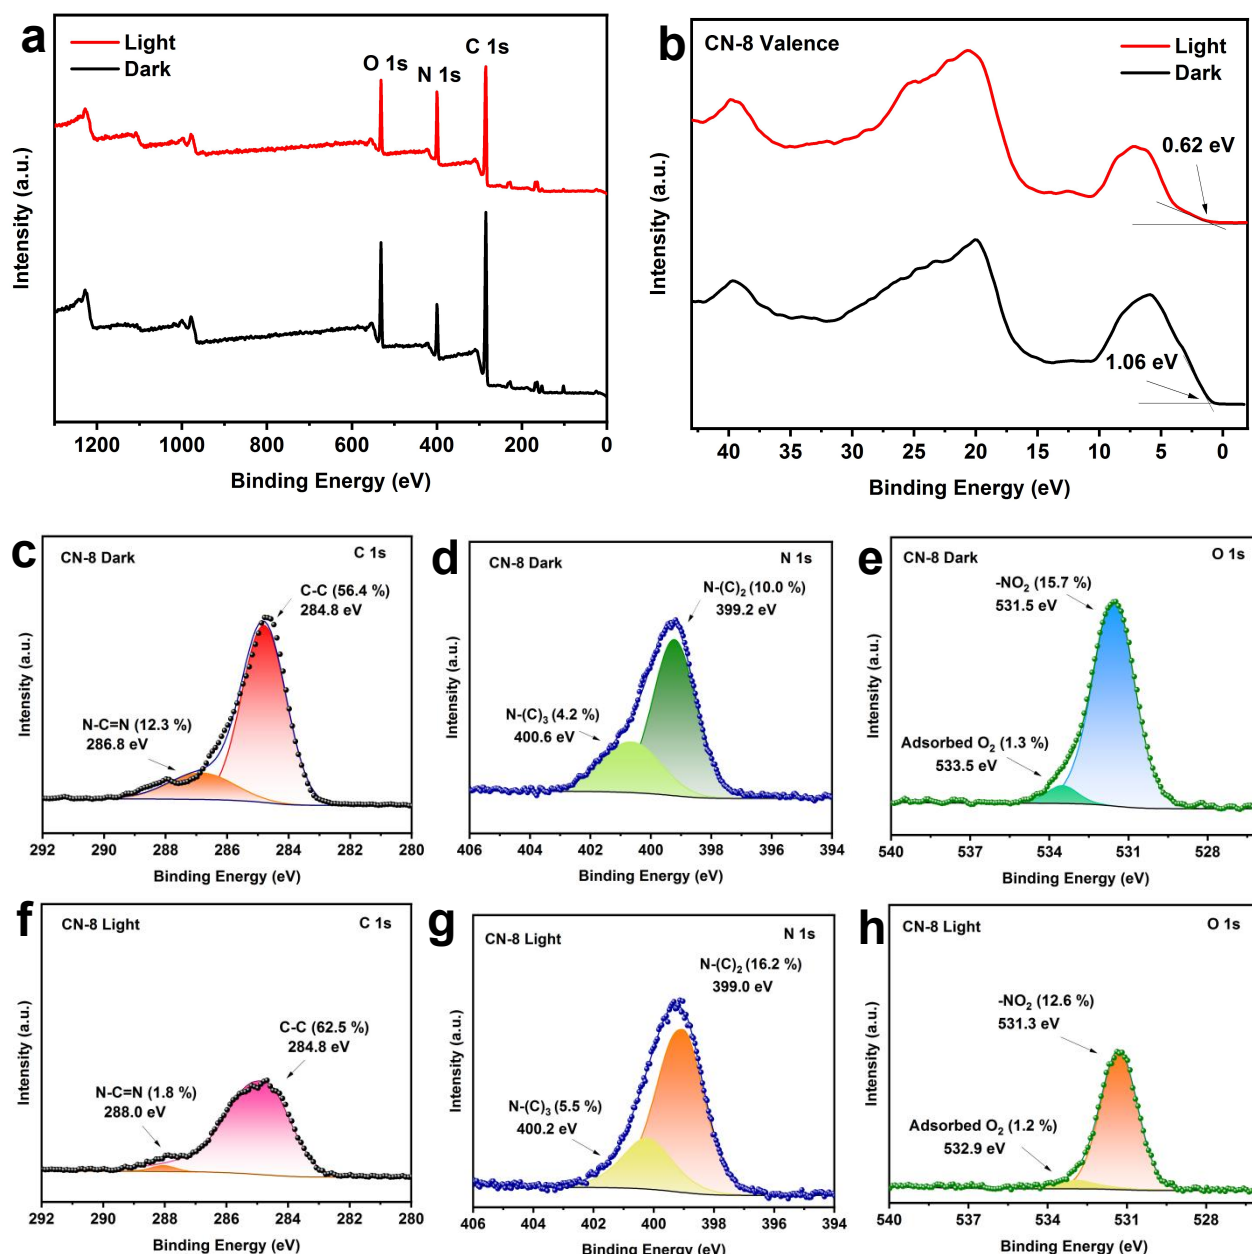 a
Light
Dark
O 1s
N 1s
C 1s
Intensity (a.u.)
1200 1000 800 600 400 200 0
Binding Energy (eV)
b
CN-8 Valence
Light
Dark
0.62 eV
1.06 eV
Intensity (a.u.)
40 35 30 25 20 15 10 5 0
Binding Energy (eV)
c
CN-8 Dark
C 1s
C-C (56.4 %)
284.8 eV
N-C=N (12.3 %)
286.8 eV
Intensity (a.u.)
292 290 288 286 284 282 280
Binding Energy (eV)
d
CN-8 Dark
N 1s
N-(C)₂ (10.0 %)
399.2 eV
N-(C)₃ (4.2 %)
400.6 eV
Intensity (a.u.)
406 404 402 400 398 396 394
Binding Energy (eV)
e
CN-8 Dark
O 1s
-NO₂ (15.7 %)
531.5 eV
Adsorbed O₂ (1.3 %)
533.5 eV
Intensity (a.u.)
540 537 534 531 528
Binding Energy (eV)
f
CN-8 Light
C 1s
C-C (62.5 %)
284.8 eV
N-C=N (1.8 %)
288.0 eV
Intensity (a.u.)
292 290 288 286 284 282 280
Binding Energy (eV)
g
CN-8 Light
N 1s
N-(C)₂ (16.2 %)
399.0 eV
N-(C)₃ (5.5 %)
400.2 eV
Intensity (a.u.)
406 404 402 400 398 396 394
Binding Energy (eV)
h
CN-8 Light
O 1s
-NO₂ (12.6 %)
531.3 eV
Adsorbed O₂ (1.2 %)
532.9 eV
Intensity (a.u.)
540 537 534 531 528
Binding Energy (eV)